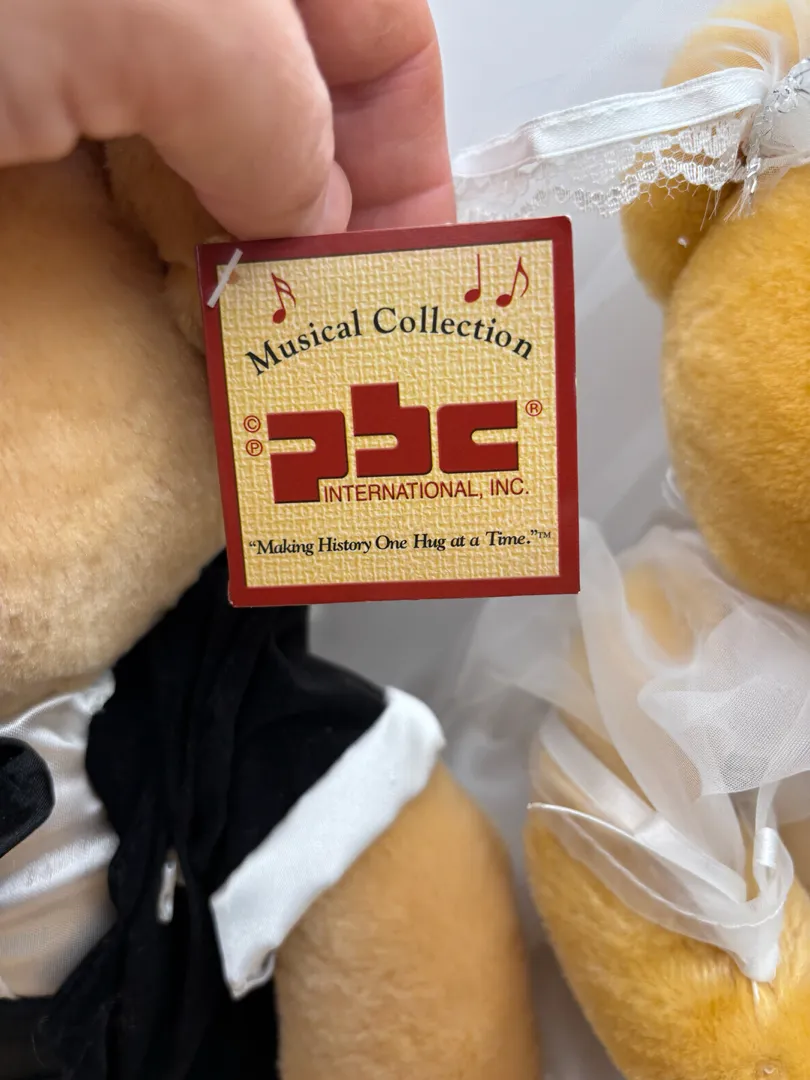 Musical Collection
© ℗ pbc ®
INTERNATIONAL, INC.
“Making History One Hug at a Time.”™